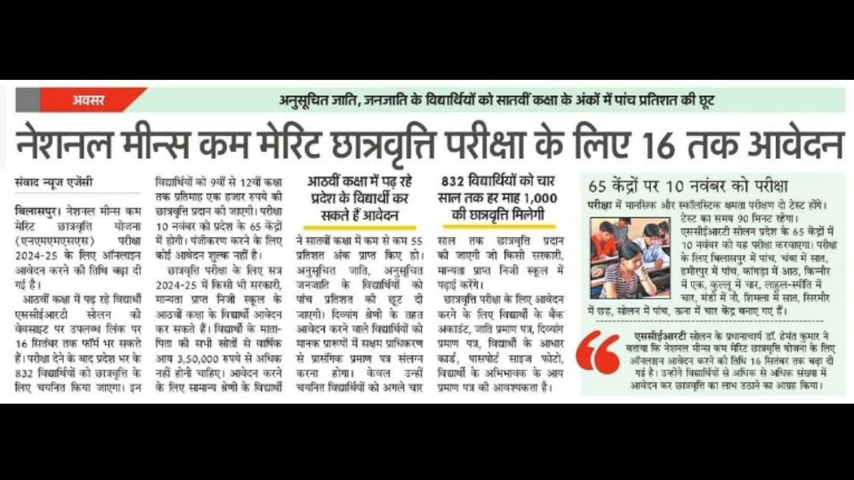 अवसर
अनुसूचित जाति, जनजाति के विद्यार्थियों को सातवीं कक्षा के अंकों में पांच प्रतिशत की छूट
नेशनल मीन्स कम मेरिट छात्रवृत्ति परीक्षा के लिए 16 तक आवेदन
संवाद न्यूज एजेंसी
बिलासपुर। नेशनल मीन्स कम
मेरिट छात्रवृत्ति योजना
(एनएमएमएसएस) परीक्षा
2024-25 के लिए ऑनलाइन
आवेदन करने की तिथि बढ़ा दी
गई है।
आठवीं कक्षा में पढ़ रहे विद्यार्थी
एससीईआरटी सोलन की
वेबसाइट पर उपलब्ध लिंक पर
16 सितंबर तक फॉर्म भर सकते
हैं। परीक्षा देने के बाद प्रदेश भर के
832 विद्यार्थियों को छात्रवृत्ति के
लिए चयनित किया जाएगा। इन
विद्यार्थियों को 9वीं से 12वीं कक्षा
तक प्रतिमाह एक हजार रुपये की
छात्रवृत्ति प्रदान की जाएगी। परीक्षा
10 नवंबर को प्रदेश के 65 केंद्रों
में होगी। पंजीकरण करने के लिए
कोई आवेदन शुल्क नहीं है।
छात्रवृत्ति परीक्षा के लिए सत्र
2024-25 में किसी भी सरकारी,
मान्यता प्राप्त निजी स्कूल के
आठवीं कक्षा के विद्यार्थी आवेदन
कर सकते हैं। विद्यार्थी के माता-
पिता की सभी स्रोतों से वार्षिक
आय 3,50,000 रुपये से अधिक
नहीं होनी चाहिए। आवेदन करने
के लिए सामान्य श्रेणी के विद्यार्थी
आठवीं कक्षा में पढ़ रहे
प्रदेश के विद्यार्थी कर
सकते हैं आवेदन
ने सातवीं कक्षा में कम से कम 55
प्रतिशत अंक प्राप्त किए हो।
अनुसूचित जाति, अनुसूचित
जनजाति के विद्यार्थियों को
पांच प्रतिशत की छूट दी
जाएगी। दिव्यांग श्रेणी के तहत
आवेदन करने वाले विद्यार्थियों को
मानक प्रारूप में सक्षम प्राधिकरण
से प्रासंगिक प्रमाण पत्र संलग्न
करना होगा। केवल उन्हीं
चयनित विद्यार्थियों को अगले चार
832 विद्यार्थियों को चार
साल तक हर माह 1,000
की छात्रवृत्ति मिलेगी
साल तक छात्रवृत्ति प्रदान
की जाएगी जो किसी सरकारी,
मान्यता प्राप्त निजी स्कूल में
पढ़ाई करेंगे।
छात्रवृत्ति परीक्षा के लिए आवेदन
करने के लिए विद्यार्थी के बैंक
अकाउंट, जाति प्रमाण पत्र, दिव्यांग
प्रमाण पत्र, विद्यार्थी के आधार
कार्ड, पासपोर्ट साइज फोटो,
विद्यार्थी के अभिभावक के आय
प्रमाण पत्र की आवश्यकता है।
65 केंद्रों पर 10 नवंबर को परीक्षा
परीक्षा में मानसिक और स्कॉलास्टिक क्षमता परीक्षण दो टेस्ट होंगे।
टेस्ट का समय 90 मिनट रहेगा।
एससीईआरटी सोलन प्रदेश के 65 केंद्रों में
10 नवंबर को यह परीक्षा करवाएगा। परीक्षा
के लिए बिलासपुर में पांच, चंबा में सात,
हमीरपुर में पांच, कांगड़ा में आठ, किन्नौर
में एक, कुल्लू में चार, लाहुल-स्पीति में
चार, मंडी में नौ, शिमला में सात, सिरमौर
में छह, सोलन में पांच, ऊना में चार केंद्र बनाए गए हैं।
एससीईआरटी सोलन के प्रधानाचार्य डॉ. हेमंत कुमार ने
बताया कि नेशनल मीन्स कम मेरिट छात्रवृत्ति योजना के लिए
ऑनलाइन आवेदन करने की तिथि 16 सितंबर तक बढ़ा दी
गई है। उन्होंने विद्यार्थियों से अधिक से अधिक संख्या में
आवेदन कर छात्रवृत्ति का लाभ उठाने का आग्रह किया।